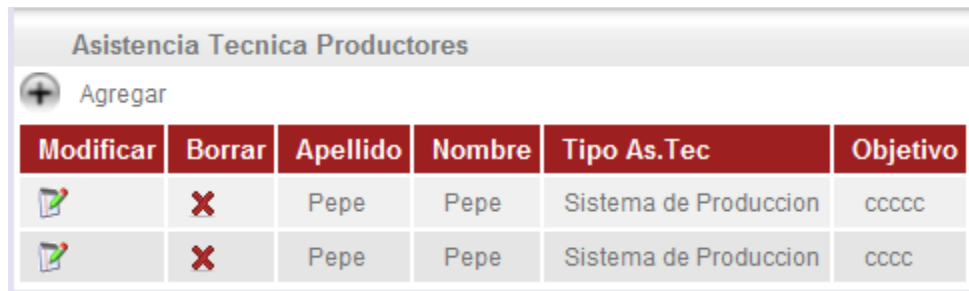 Asistencia Tecnica Productores
Agregar
Modificar Borrar Apellido Nombre Tipo As.Tec Objetivo
Pepe Pepe Sistema de Produccion ccccc
Pepe Pepe Sistema de Produccion cccc